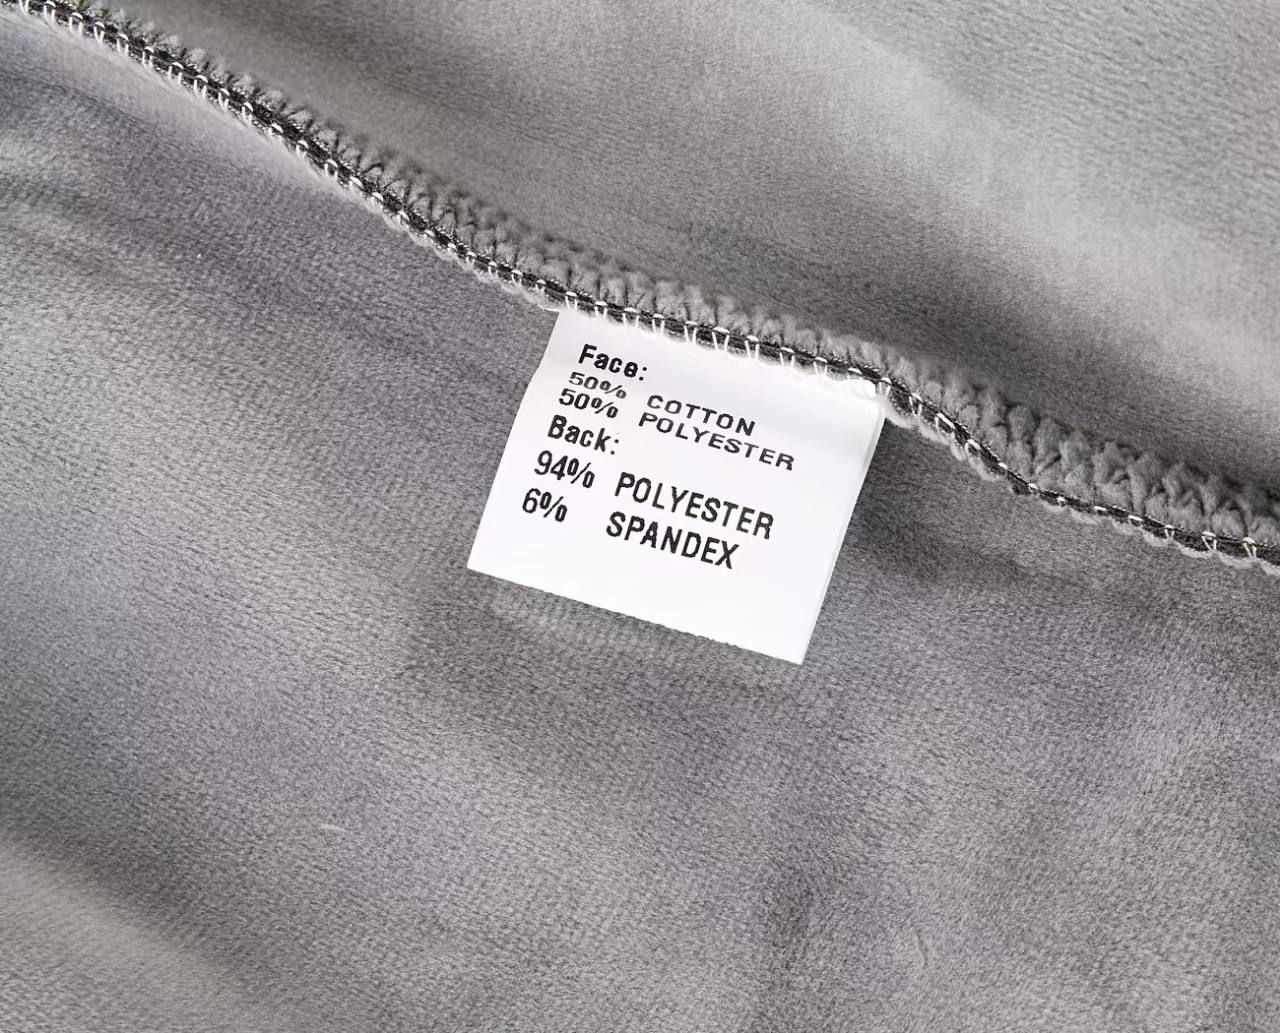 Face:
50% COTTON
50% POLYESTER
Back:
94% POLYESTER
6% SPANDEX